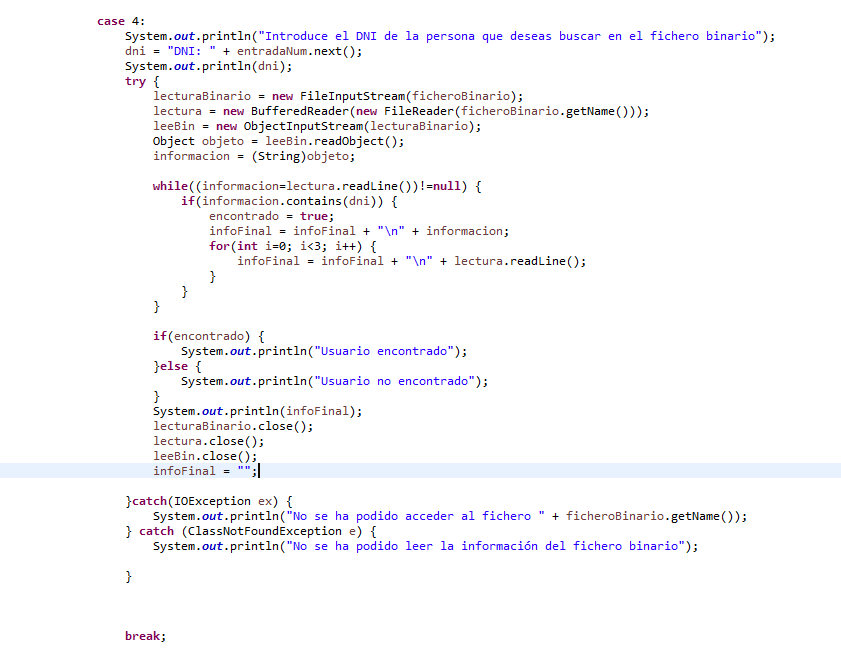 case 4:
System.out.println("Introduce el DNI de la persona que deseas buscar en el fichero binario");
dni = "DNI: " + entradaNum.next();
System.out.println(dni);
try {
lecturaBinario = new FileInputStream(ficheroBinario);
lectura = new BufferedReader(new FileReader(ficheroBinario.getName()));
leeBin = new ObjectInputStream(lecturaBinario);
Object objeto = leeBin.readObject();
informacion = (String)objeto;
while((informacion=lectura.readLine())!=null) {
if(informacion.contains(dni)) {
encontrado = true;
infoFinal = infoFinal + "\n" + informacion;
for(int i=0; i<3; i++) {
infoFinal = infoFinal + "\n" + lectura.readLine();
}
}
}
if(encontrado) {
System.out.println("Usuario encontrado");
}else {
System.out.println("Usuario no encontrado");
}
System.out.println(infoFinal);
lecturaBinario.close();
lectura.close();
leeBin.close();
infoFinal = "";
}catch(IOException ex) {
System.out.println("No se ha podido acceder al fichero " + ficheroBinario.getName());
} catch (ClassNotFoundException e) {
System.out.println("No se ha podido leer la información del fichero binario");
}
break;